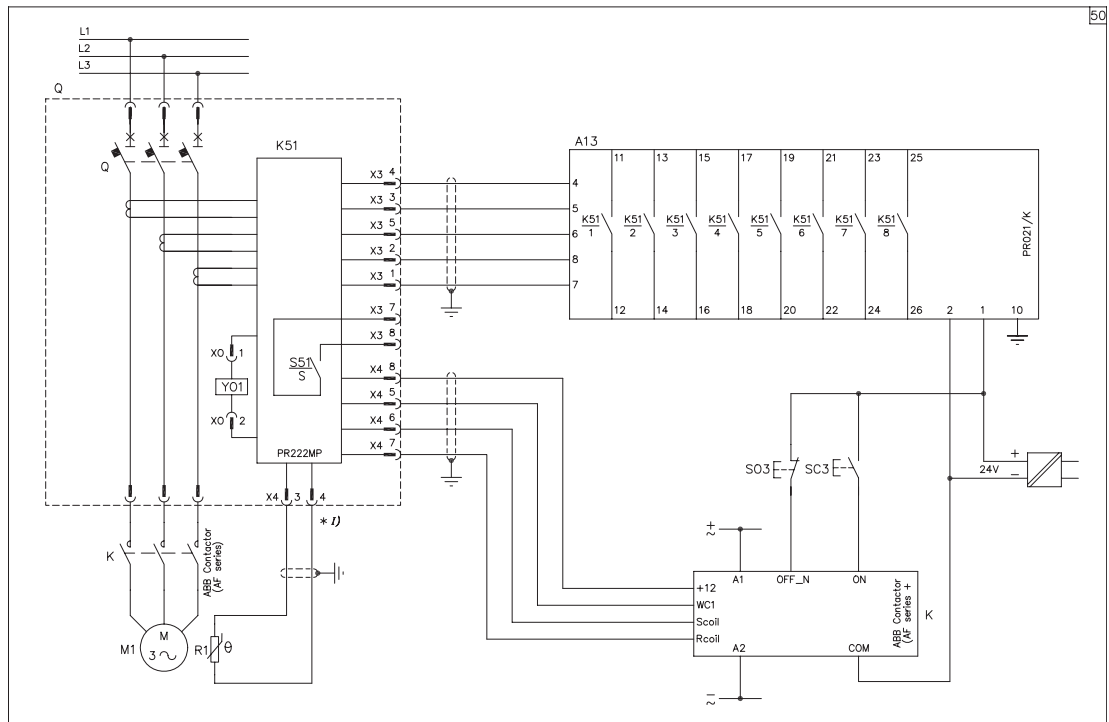 50
L1
L2
L3
Q
Q
K51
X3 4
X3 3
X3 5
X3 2
X3 1
X3 7
X3 8
X4 8
X4 5
X4 6
X4 7
S51
S
X0 1
Y01
X0 2
PR222MP
X4 3 4
* 1)
K
ABB Contactor
(AF series)
M
3
M1
R1 θ
A13
11 13 15 17 19 21 23 25
4
5
6
8
7
K51 K51 K51 K51 K51 K51 K51 K51
1 2 3 4 5 6 7 8
PR021/K
12 14 16 18 20 22 24 26 2 1 10
SO3 SC3
24V
+
−
+
~
A1 OFF_N ON
+12
WC1
Scoil
Rcoil
ABB Contactor
(AF series +
K
A2 COM
−
~